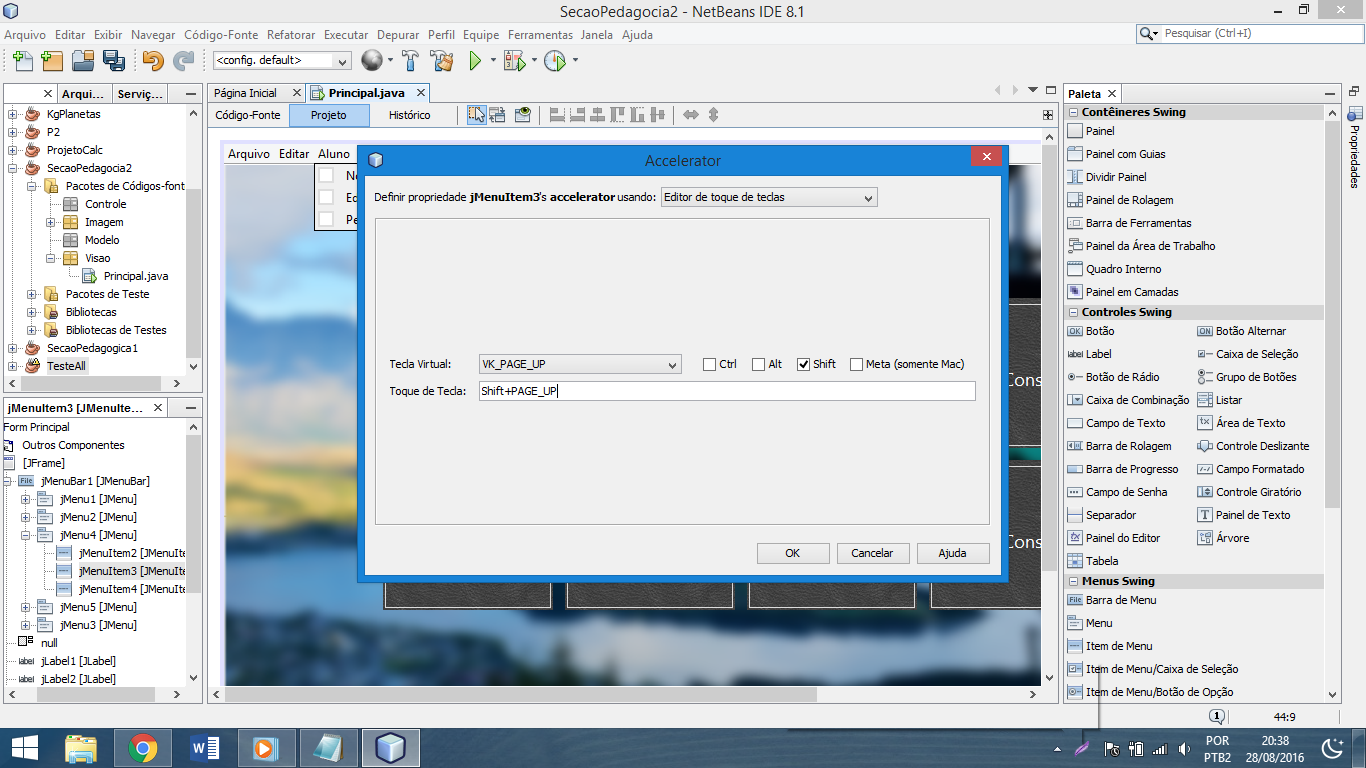 SecaoPedagocia2 - NetBeans IDE 8.1
Arquivo Editar Exibir Navegar Código-Fonte Refatorar Executar Depurar Perfil Equipe Ferramentas Janela Ajuda
Pesquisar (Ctrl+I)
<config. default>
Arqui... Serviç...
KgPlanetas
P2
ProjetoCalc
SecaoPedagocia2
Pacotes de Códigos-font
Controle
Imagem
Modelo
Visao
Principal.java
Pacotes de Teste
Bibliotecas
Bibliotecas de Testes
SecaoPedagogica1
TesteAll
jMenuItem3 [JMenuIte...
Form Principal
Outros Componentes
[JFrame]
jMenuBar1 [JMenuBar]
jMenu1 [JMenu]
jMenu2 [JMenu]
jMenu4 [JMenu]
jMenuItem2 [JMenuIte
jMenuItem3 [JMenuIte
jMenuItem4 [JMenuIte
jMenu5 [JMenu]
jMenu3 [JMenu]
null
jLabel1 [JLabel]
jLabel2 [JLabel]
Página Inicial Principal.java
Código-Fonte Projeto Histórico
Arquivo Editar Aluno
Ed
Pe
Accelerator
Definir propriedade jMenuItem3's accelerator usando: Editor de toque de teclas
Tecla Virtual: VK_PAGE_UP Ctrl Alt Shift Meta (somente Mac)
Toque de Tecla: Shift+PAGE_UP
OK Cancelar Ajuda
Cons
Cons
Paleta
Contêineres Swing
Painel
Painel com Guias
Dividir Painel
Painel de Rolagem
Barra de Ferramentas
Painel da Área de Trabalho
Quadro Interno
Painel em Camadas
Controles Swing
OK Botão ON Botão Alternar
label Label Caixa de Seleção
Botão de Rádio Grupo de Botões
Caixa de Combinação Listar
Campo de Texto Área de Texto
Barra de Rolagem Controle Deslizante
Barra de Progresso Campo Formatado
Campo de Senha Controle Giratório
Separador Painel de Texto
Painel do Editor Árvore
Tabela
Menus Swing
File Barra de Menu
Menu
Item de Menu
Item de Menu/Caixa de Seleção
Item de Menu/Botão de Opção
Propriedades
1 44:9
POR
PTB2
20:38
28/08/2016